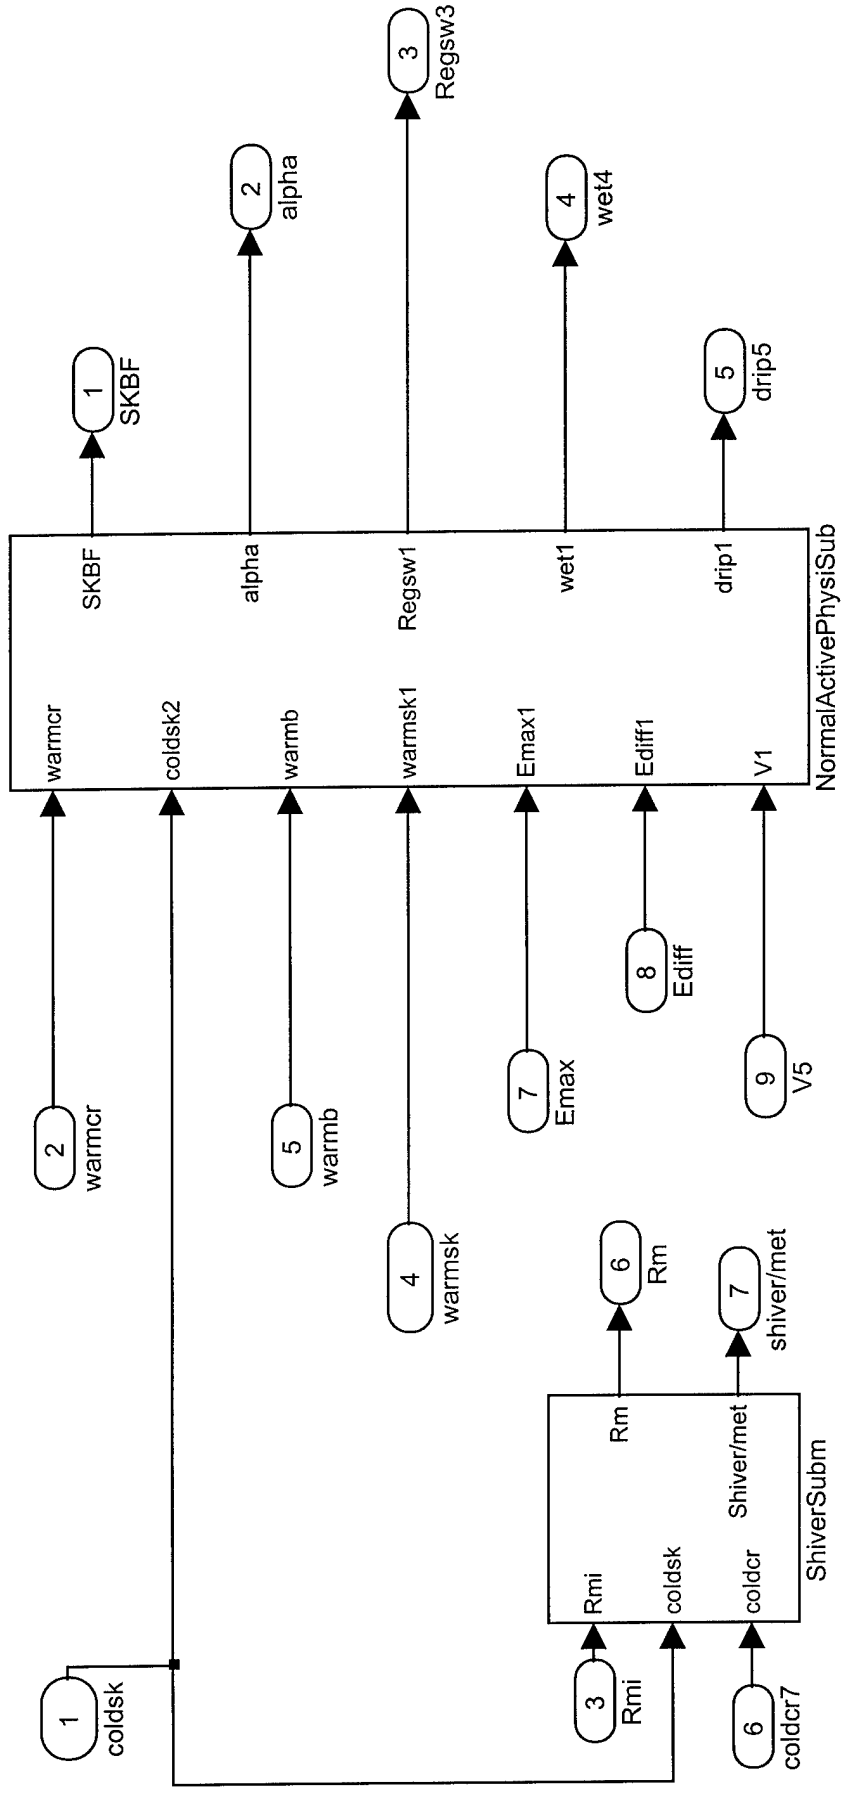 1
coldsk
2
warmcr
5
warmb
4
warmsk
7
Emax
8
Ediff
9
V5
warmcr
coldsk2
warmb
warmsk1
Emax1
Ediff1
V1
SKBF
alpha
Regsw1
wet1
drip1
NormalActivePhysiSub
1
SKBF
2
alpha
3
Regsw3
4
wet4
5
drip5
3
Rmi
6
coldcr7
Rmi
coldsk
coldcr
Rm
Shiver/met
ShiverSubm
6
Rm
7
shiver/met